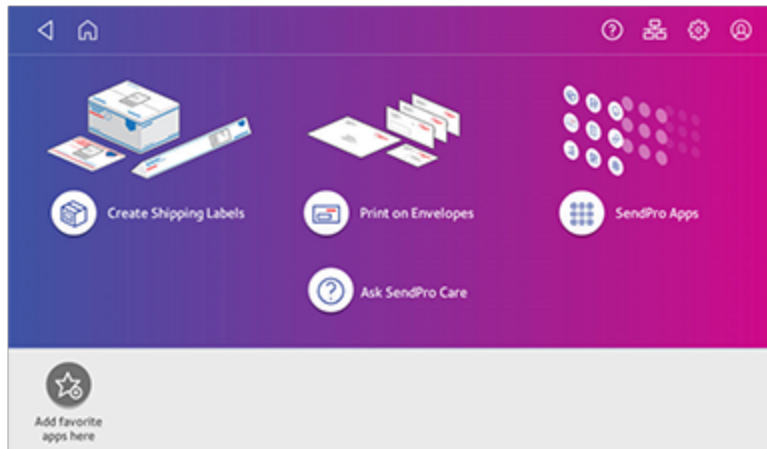 Create Shipping Labels
Print on Envelopes
SendPro Apps
Ask SendPro Care
Add favorite
apps here